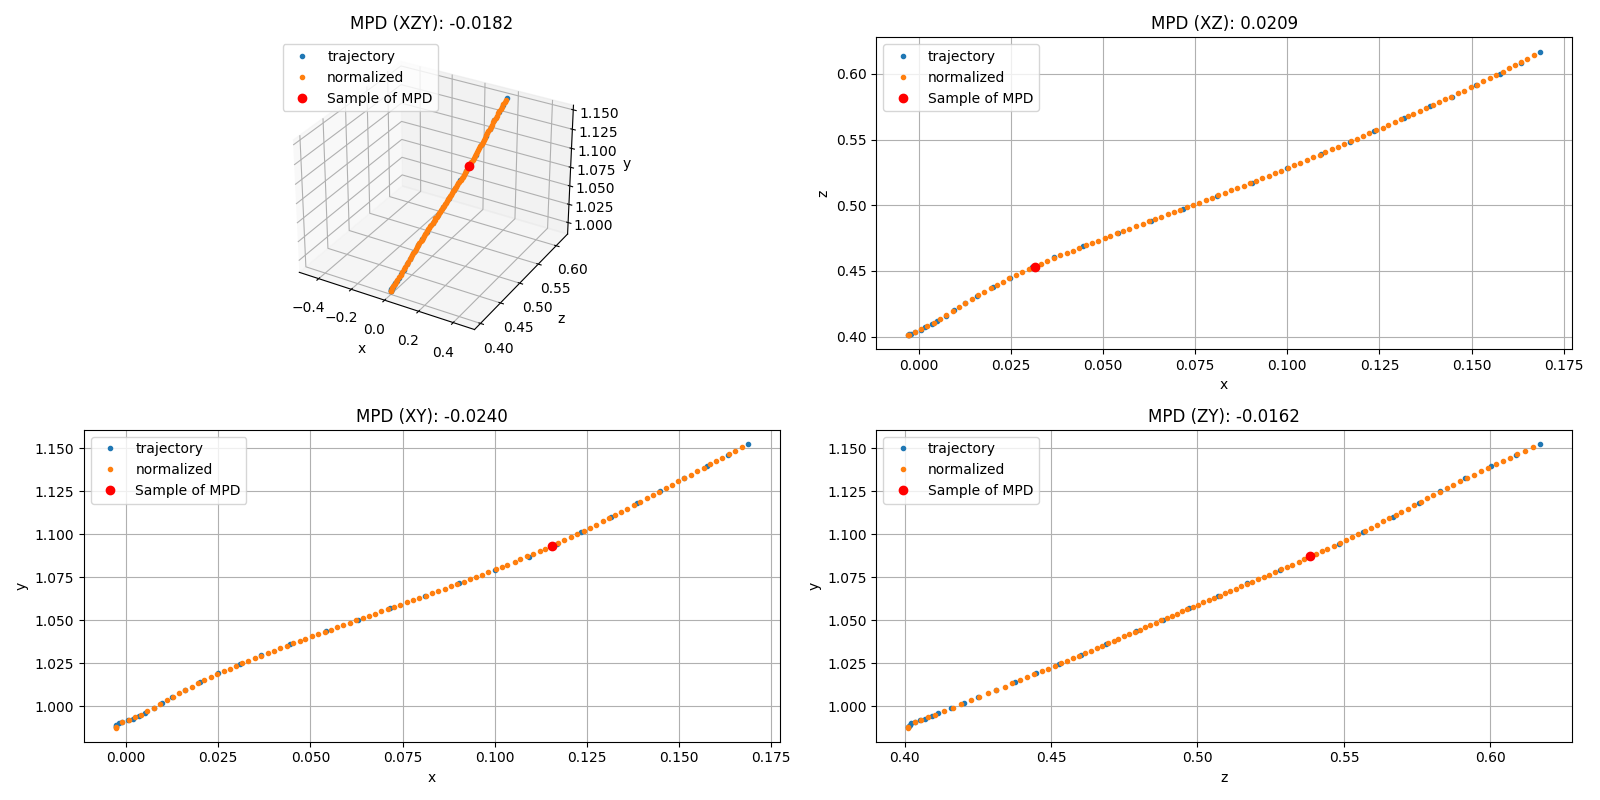 MPD (XZY): -0.0182
trajectory
normalized
Sample of MPD
1.150
1.125
1.100
1.075
1.050
1.025
1.000
y
−0.4
−0.2
0.0
0.2
0.4
x
0.40
0.45
0.50
0.55
0.60
z
MPD (XZ): 0.0209
trajectory
normalized
Sample of MPD
0.60
0.55
0.50
0.45
0.40
z
0.000 0.025 0.050 0.075 0.100 0.125 0.150 0.175
x
MPD (XY): -0.0240
trajectory
normalized
Sample of MPD
1.150
1.125
1.100
1.075
1.050
1.025
1.000
y
0.000 0.025 0.050 0.075 0.100 0.125 0.150 0.175
x
MPD (ZY): -0.0162
trajectory
normalized
Sample of MPD
1.150
1.125
1.100
1.075
1.050
1.025
1.000
y
0.40 0.45 0.50 0.55 0.60
z